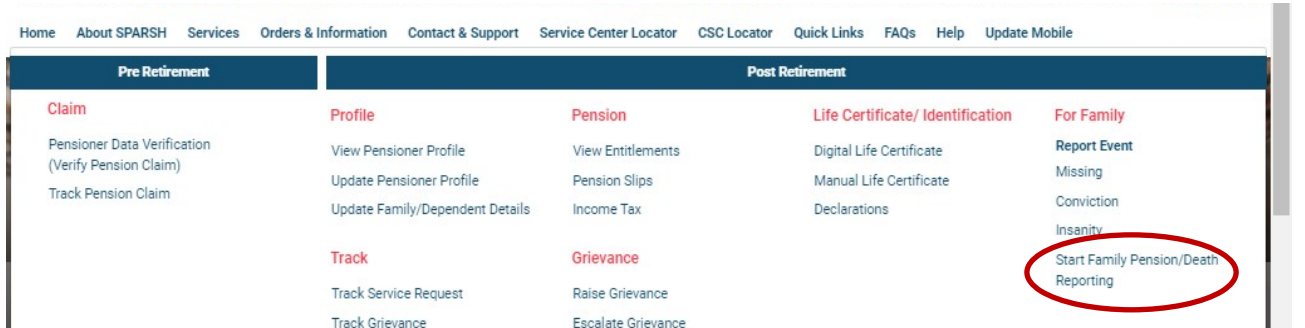 Home About SPARSH Services Orders & Information Contact & Support Service Center Locator CSC Locator Quick Links FAQs Help Update Mobile
Pre Retirement
Post Retirement
Claim
Pensioner Data Verification
(Verify Pension Claim)
Track Pension Claim
Profile
View Pensioner Profile
Update Pensioner Profile
Update Family/Dependent Details
Track
Track Service Request
Track Grievance
Pension
View Entitlements
Pension Slips
Income Tax
Grievance
Raise Grievance
Escalate Grievance
Life Certificate/ Identification
Digital Life Certificate
Manual Life Certificate
Declarations
For Family
Report Event
Missing
Conviction
Insanity
Start Family Pension/Death
Reporting